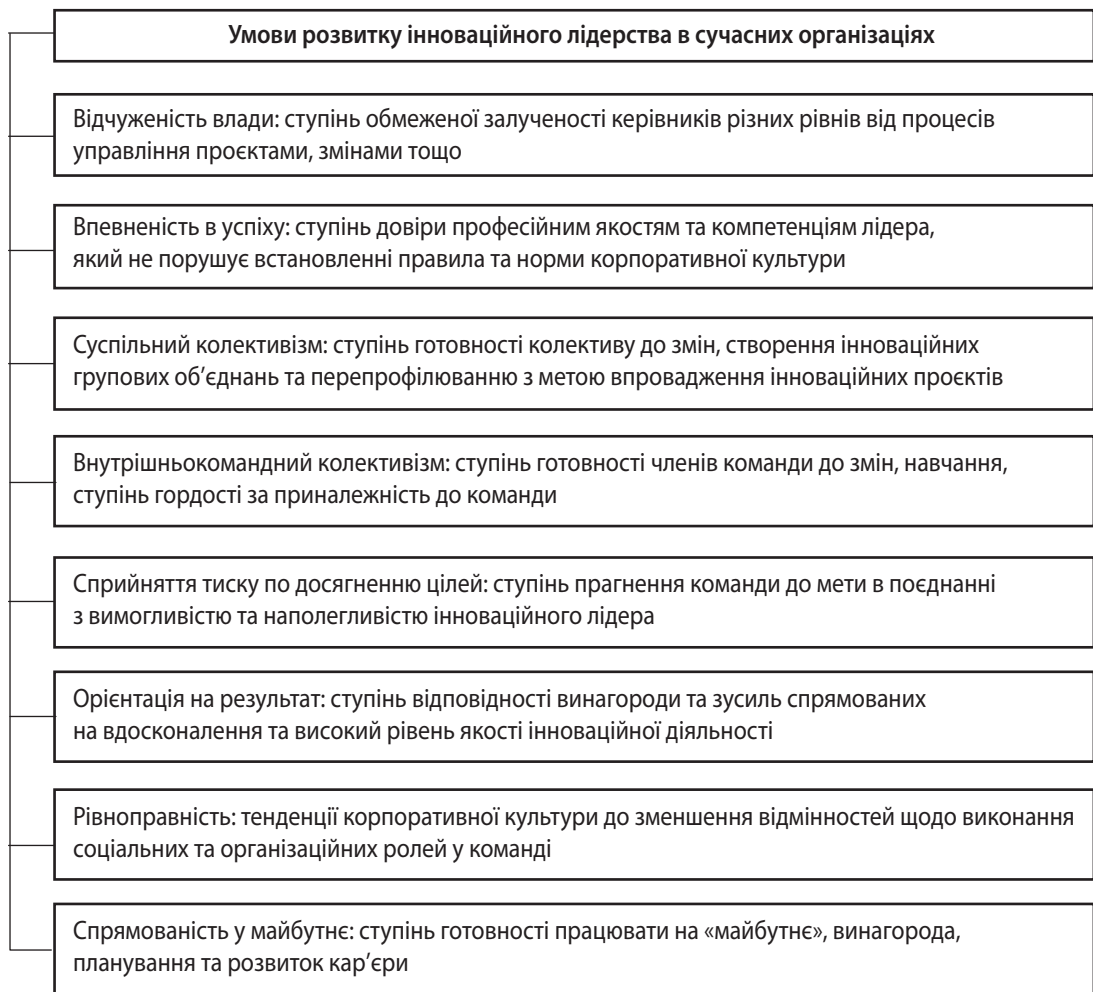 Умови розвитку інноваційного лідерства в сучасних організаціях
Відчуженість влади: ступінь обмеженої залученості керівників різних рівнів від процесів
управління проєктами, змінами тощо
Впевненість в успіху: ступінь довіри професійним якостям та компетенціям лідера,
який не порушує встановленні правила та норми корпоративної культури
Суспільний колективізм: ступінь готовності колективу до змін, створення інноваційних
групових об’єднань та перепрофілюванню з метою впровадження інноваційних проєктів
Внутрішньокомандний колективізм: ступінь готовності членів команди до змін, навчання,
ступінь гордості за приналежність до команди
Сприйняття тиску по досягненню цілей: ступінь прагнення команди до мети в поєднанні
з вимогливістю та наполегливістю інноваційного лідера
Орієнтація на результат: ступінь відповідності винагороди та зусиль спрямованих
на вдосконалення та високий рівень якості інноваційної діяльності
Рівноправність: тенденції корпоративної культури до зменшення відмінностей щодо виконання
соціальних та організаційних ролей у команді
Спрямованість у майбутнє: ступінь готовності працювати на «майбутнє», винагорода,
планування та розвиток кар’єри